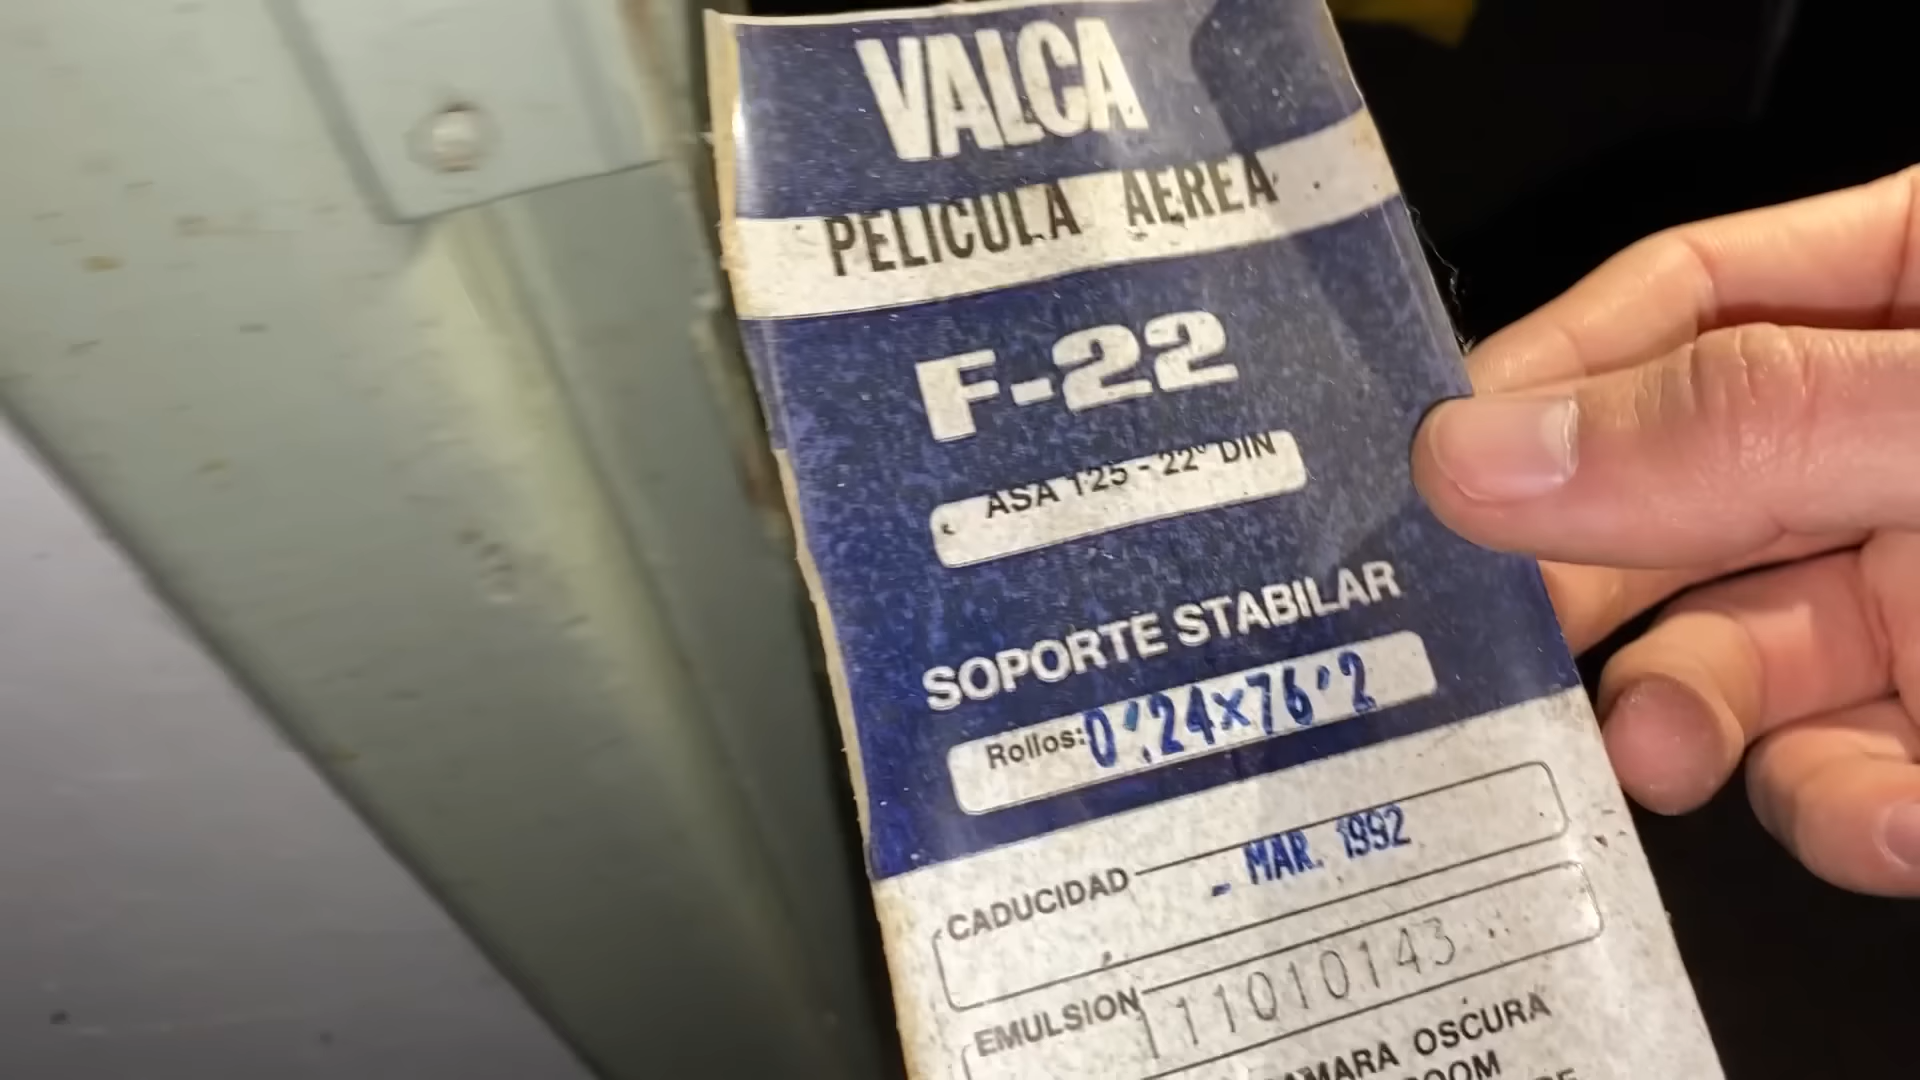 VALCA
PELICULA AEREA
F-22
ASA 125 - 22° DIN
SOPORTE STABILAR
Rollos: 0'24x76'2
CADUCIDAD - MAR. 1992
EMULSION 11010143
OSCURA